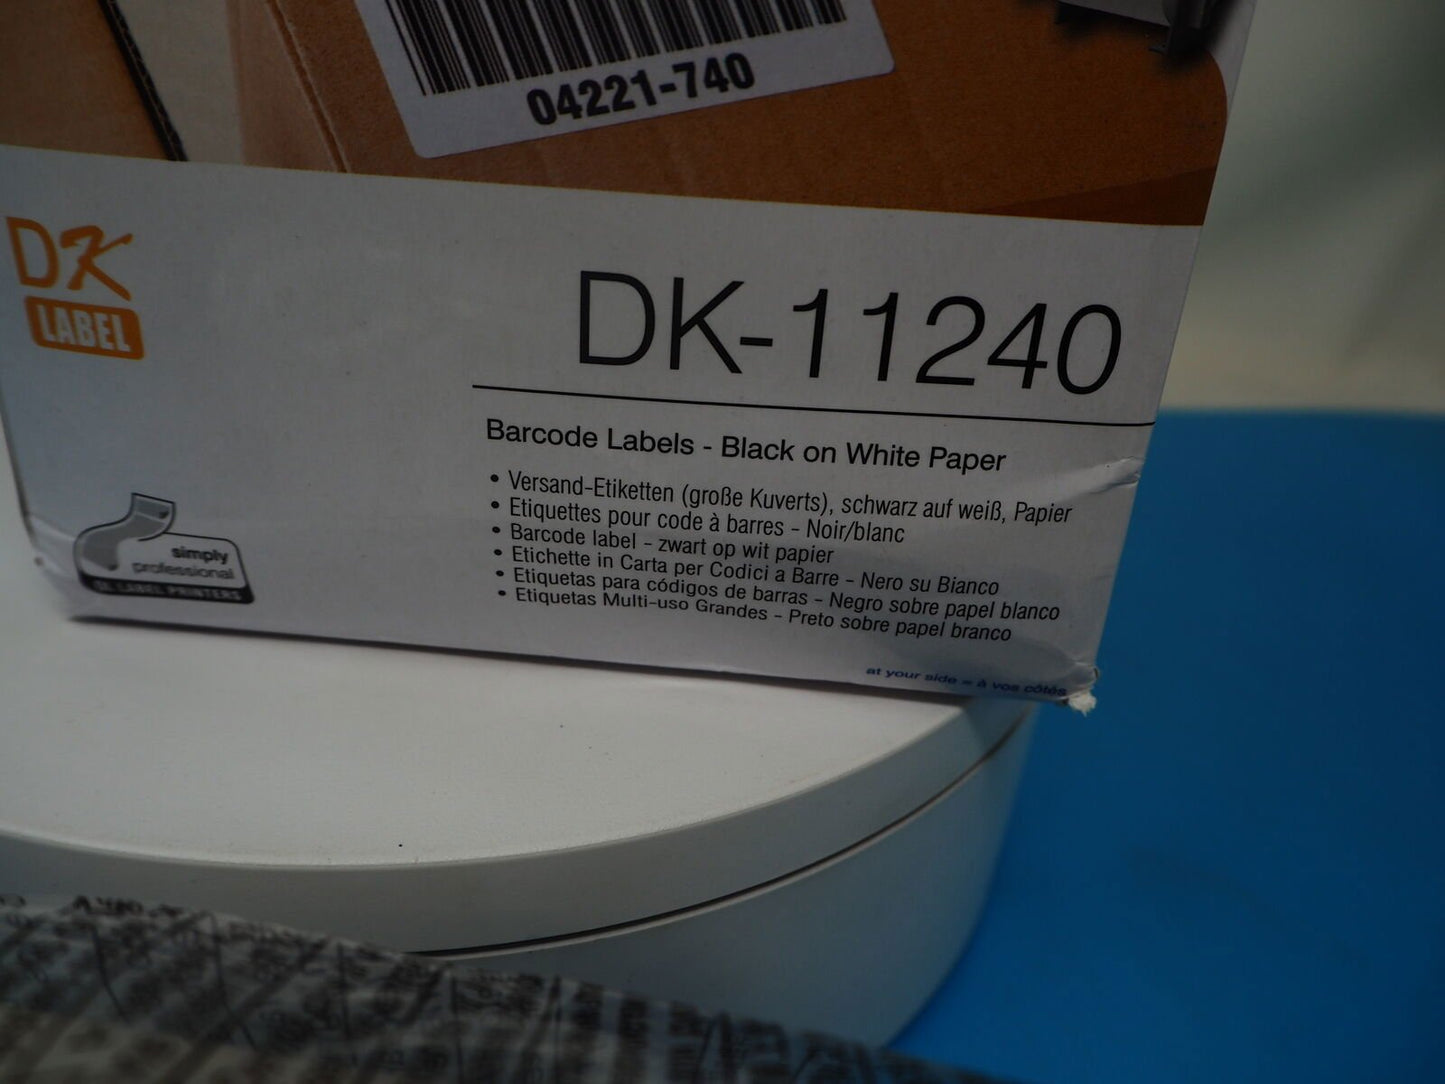 04221-740
DK
LABEL
DK-11240
Barcode Labels - Black on White Paper
• Versand-Etiketten (große Kuverts), schwarz auf weiß, Papier
• Etiquettes pour code à barres - Noir/blanc
• Barcode label - zwart op wit papier
• Etichette in Carta per Codici a Barre - Nero su Bianco
• Etiquetas para códigos de barras - Negro sobre papel blanco
• Etiquetas Multi-uso Grandes - Preto sobre papel branco
simply
professional
QL LABEL PRINTERS
at your side = à vos côtés